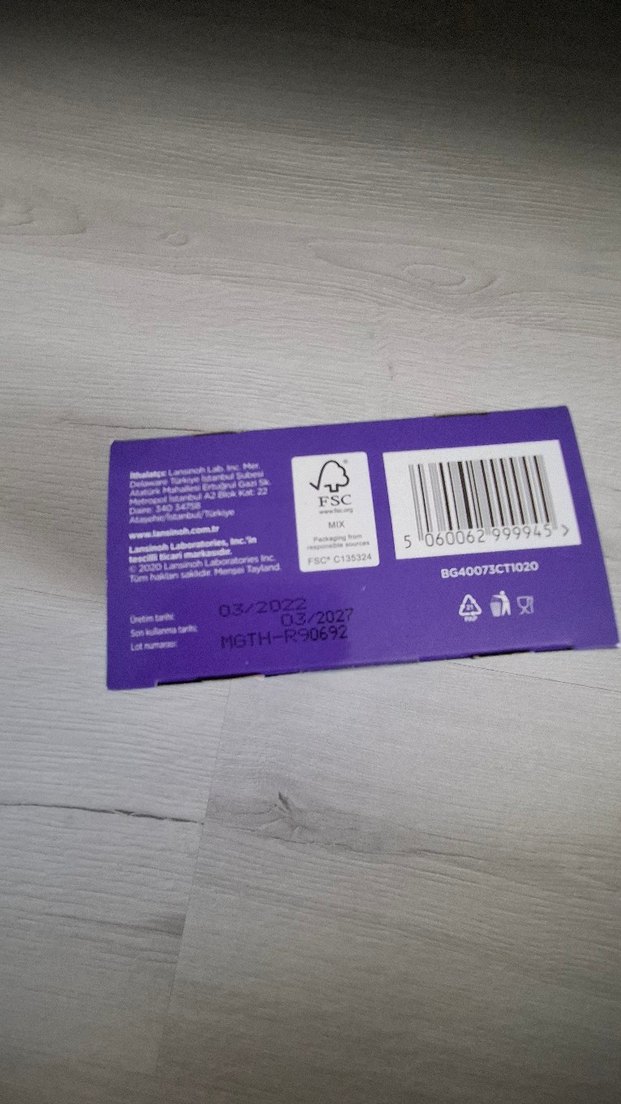 İthalatçı: Lansinoh Lab. Inc. Mer.
Delaware Türkiye İstanbul Şubesi
Atatürk Mahallesi Ertuğrul Gazi Sk.
Metropol İstanbul A2 Blok Kat: 22
Daire: 340 34758
Ataşehir/İstanbul/Türkiye
www.lansinoh.com.tr
Lansinoh Laboratories, Inc.'in
tescilli ticari markasıdır.
© 2020 Lansinoh Laboratories Inc.
Tüm hakları saklıdır. Menşei Tayland.
Üretim tarihi: 03/2022
Son kullanma tarihi: 03/2027
Lot numarası: MGTH-R90692
®
FSC
www.fsc.org
MIX
Packaging from
responsible sources
FSC® C135324
5 060062 999945 >
BG40073CT1020
21
PAP